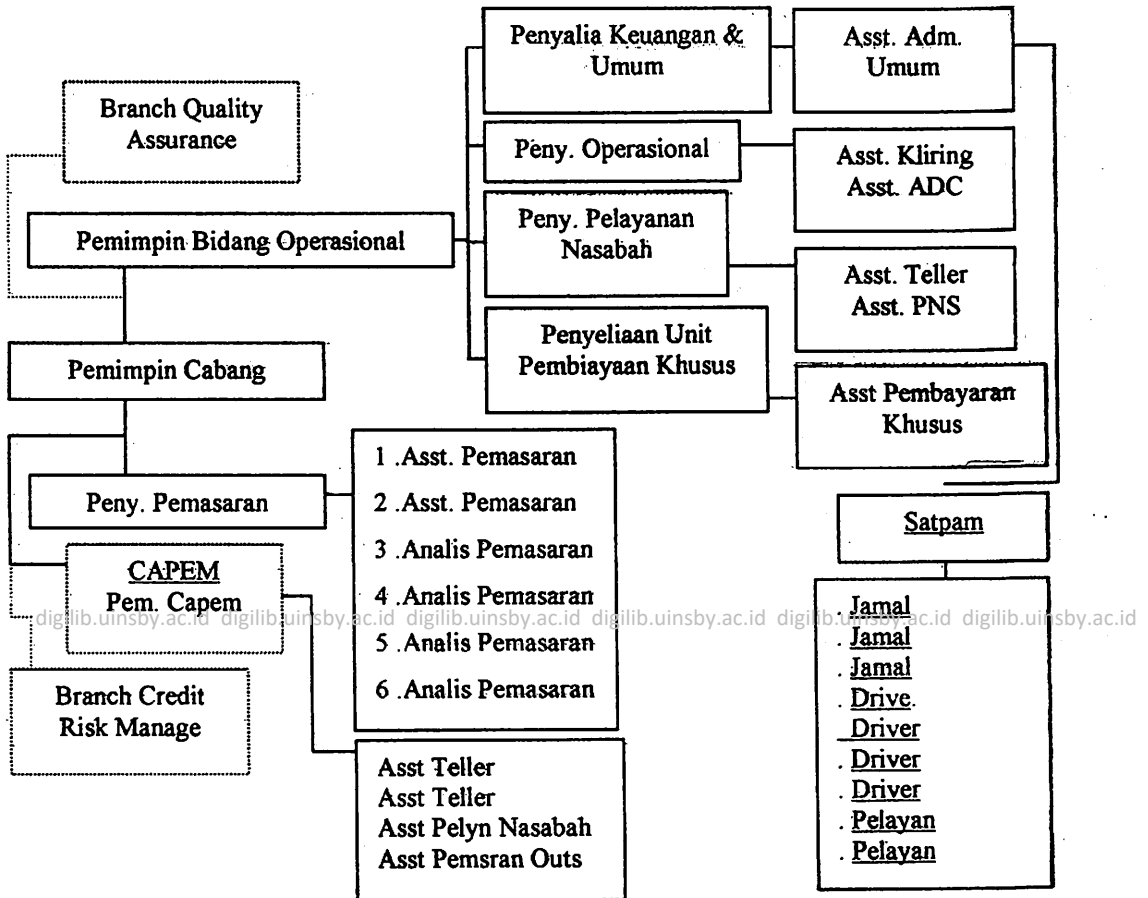 Penyalia Keuangan &
Umum
Asst. Adm.
Umum
Branch Quality
Assurance
Peny. Operasional
Asst. Kliring
Asst. ADC
Pemimpin Bidang Operasional
Peny. Pelayanan
Nasabah
Asst. Teller
Asst. PNS
Penyeliaan Unit
Pembiayaan Khusus
Pemimpin Cabang
Asst Pembayaran
Khusus
1 .Asst. Pemasaran
2 .Asst. Pemasaran
3 .Analis Pemasaran
4 .Analis Pemasaran
5 .Analis Pemasaran
6 .Analis Pemasaran
Peny. Pemasaran
Satpam
CAPEM
Pem. Capem
digilib.uinsby.ac.id digilib.uinsby.ac.id digilib.uinsby.ac.id digilib.uinsby.ac.id digilib.uinsby.ac.id digilib.uinsby.ac.id
. Jamal
. Jamal
. Jamal
. Drive.
Driver
. Driver
. Driver
. Pelayan
. Pelayan
Branch Credit
Risk Manage
Asst Teller
Asst Teller
Asst Pelyn Nasabah
Asst Pemsran Outs